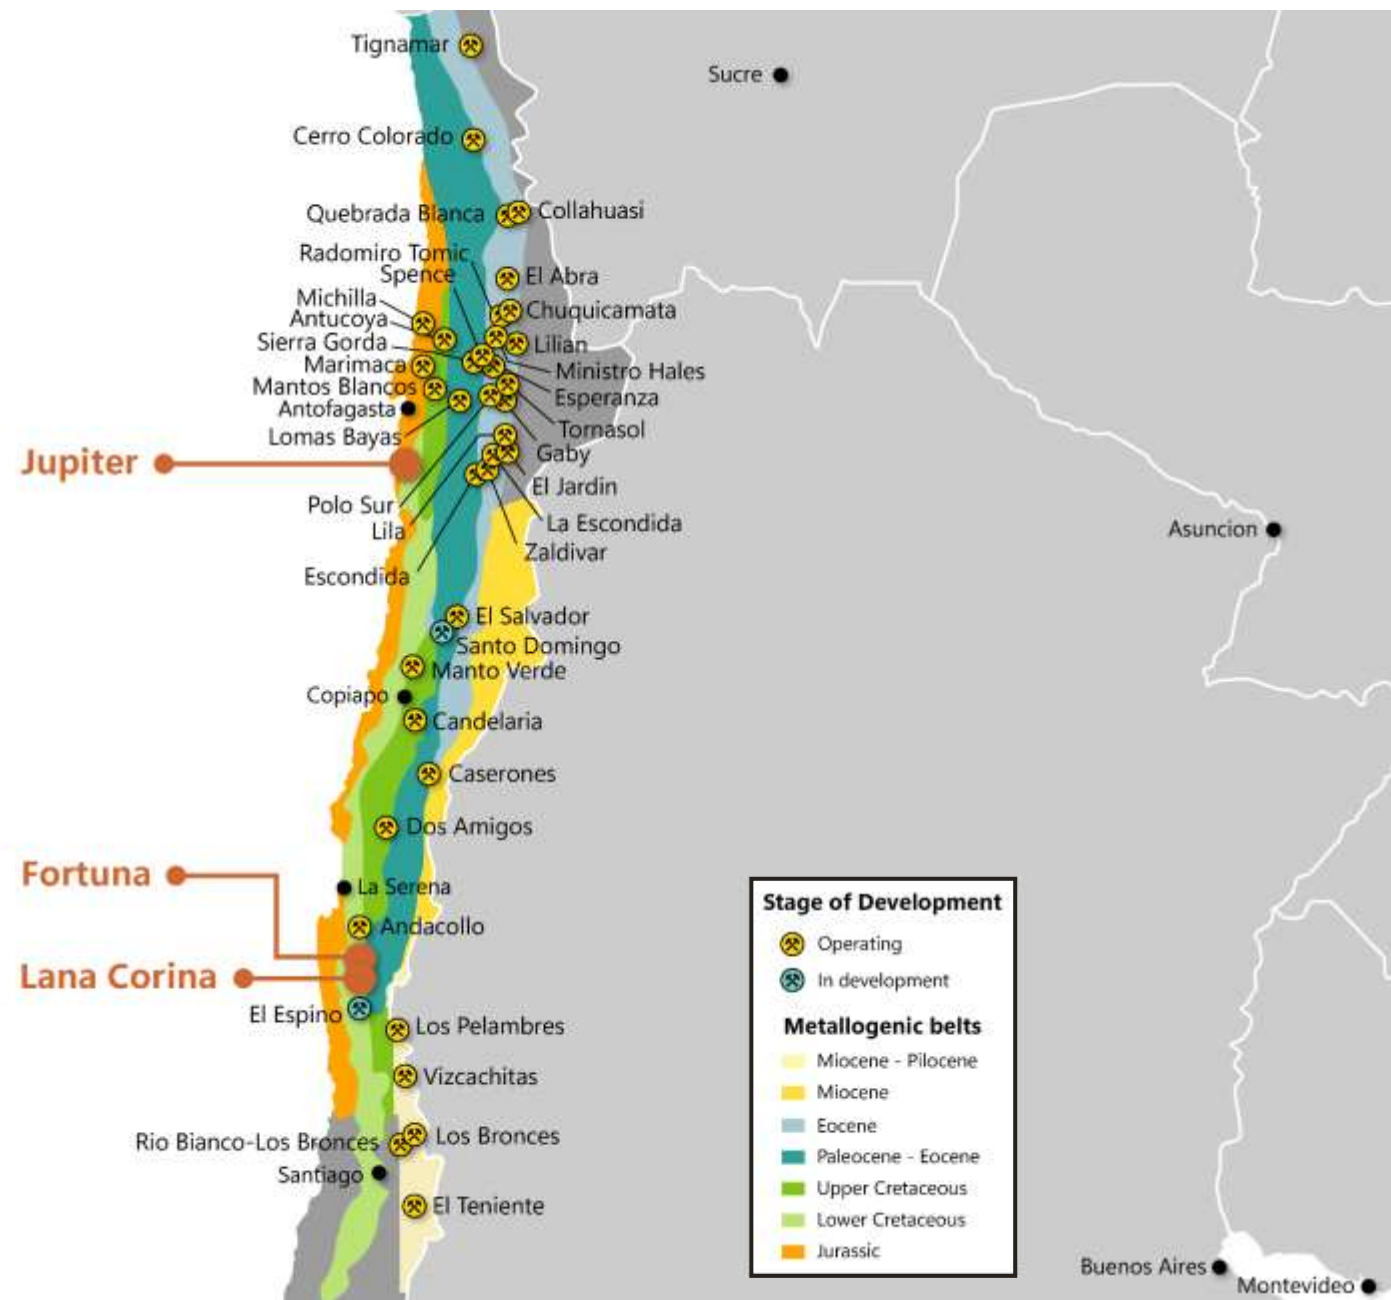 Tignamar
Sucre
Cerro Colorado
Quebrada Blanca
Collahuasi
Radomiro Tomic
Spence
El Abra
Michilla
Chuquicamata
Antucoya
Sierra Gorda
Lilian
Marimaca
Ministro Hales
Mantos Blancos
Esperanza
Antofagasta
Tornasol
Lomas Bayas
Gaby
Jupiter
El Jardin
Polo Sur
La Escondida
Lila
Asuncion
Zaldivar
Escondida
El Salvador
Santo Domingo
Manto Verde
Copiapo
Candelaria
Caserones
Dos Amigos
Fortuna
La Serena
Andacollo
Lana Corina
El Espino
Los Pelambres
Vizcachitas
Rio Bianco-Los Bronces
Los Bronces
Santiago
El Teniente
Stage of Development
Operating
In development
Metallogenic belts
Miocene - Pilocene
Miocene
Eocene
Paleocene - Eocene
Upper Cretaceous
Lower Cretaceous
Jurassic
Buenos Aires
Montevideo